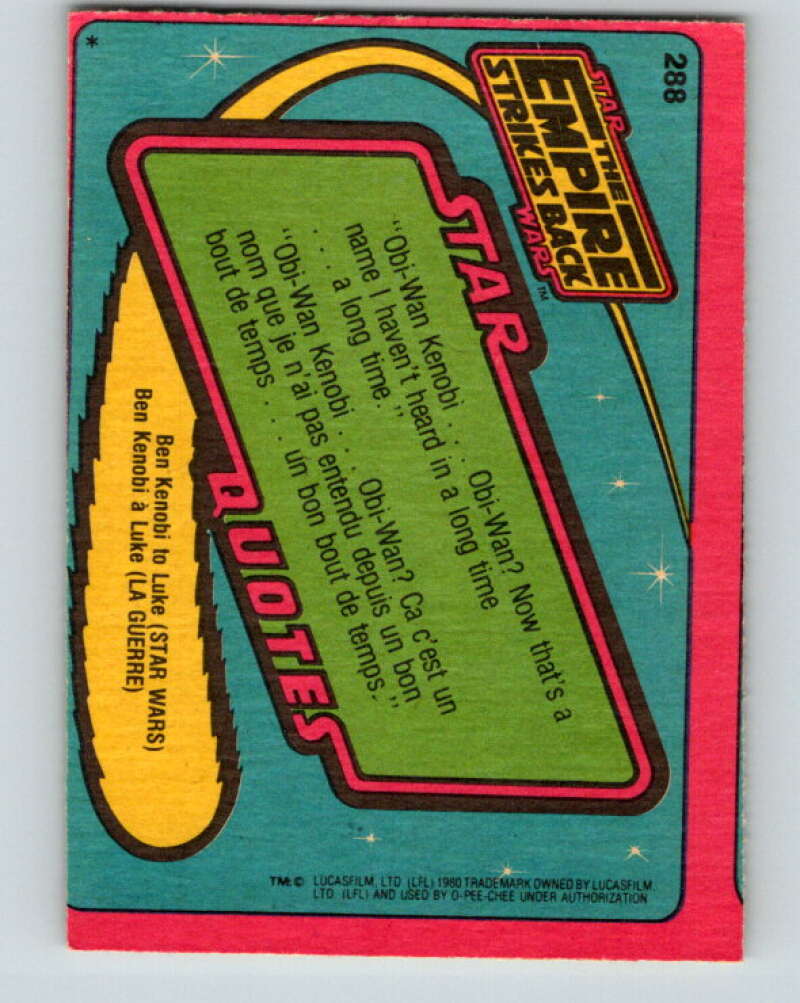 288
STAR
THE
EMPIRE
STRIKES BACK
WARS™
STAR
"Obi-Wan Kenobi . . . Obi-Wan? Now that's a
name I haven't heard in a long time
. . . a long time."
"Obi-Wan Kenobi . . . Obi-Wan? Ca c'est un
nom que je n'ai pas entendu depuis un bon
bout de temps . . . un bon bout de temps."
QUOTES
Ben Kenobi to Luke (STAR WARS)
Ben Kenobi à Luke (LA GUERRE)
*
TM: © LUCASFILM, LTD (LFL) 1980 TRADEMARK OWNED BY LUCASFILM,
LTD (LFL) AND USED BY O-PEE-CHEE UNDER AUTHORIZATION